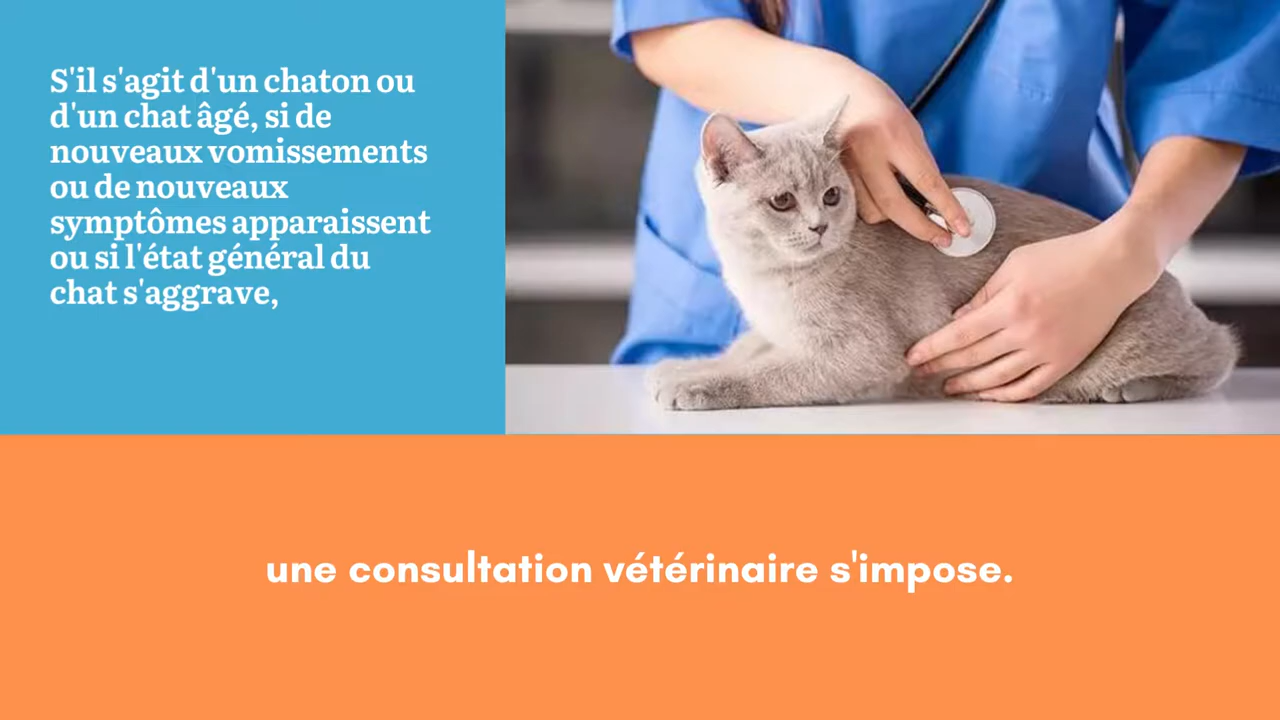 S'il s'agit d'un chaton ou
d'un chat âgé, si de
nouveaux vomissements
ou de nouveaux
symptômes apparaissent
ou si l'état général du
chat s'aggrave,
une consultation vétérinaire s'impose.